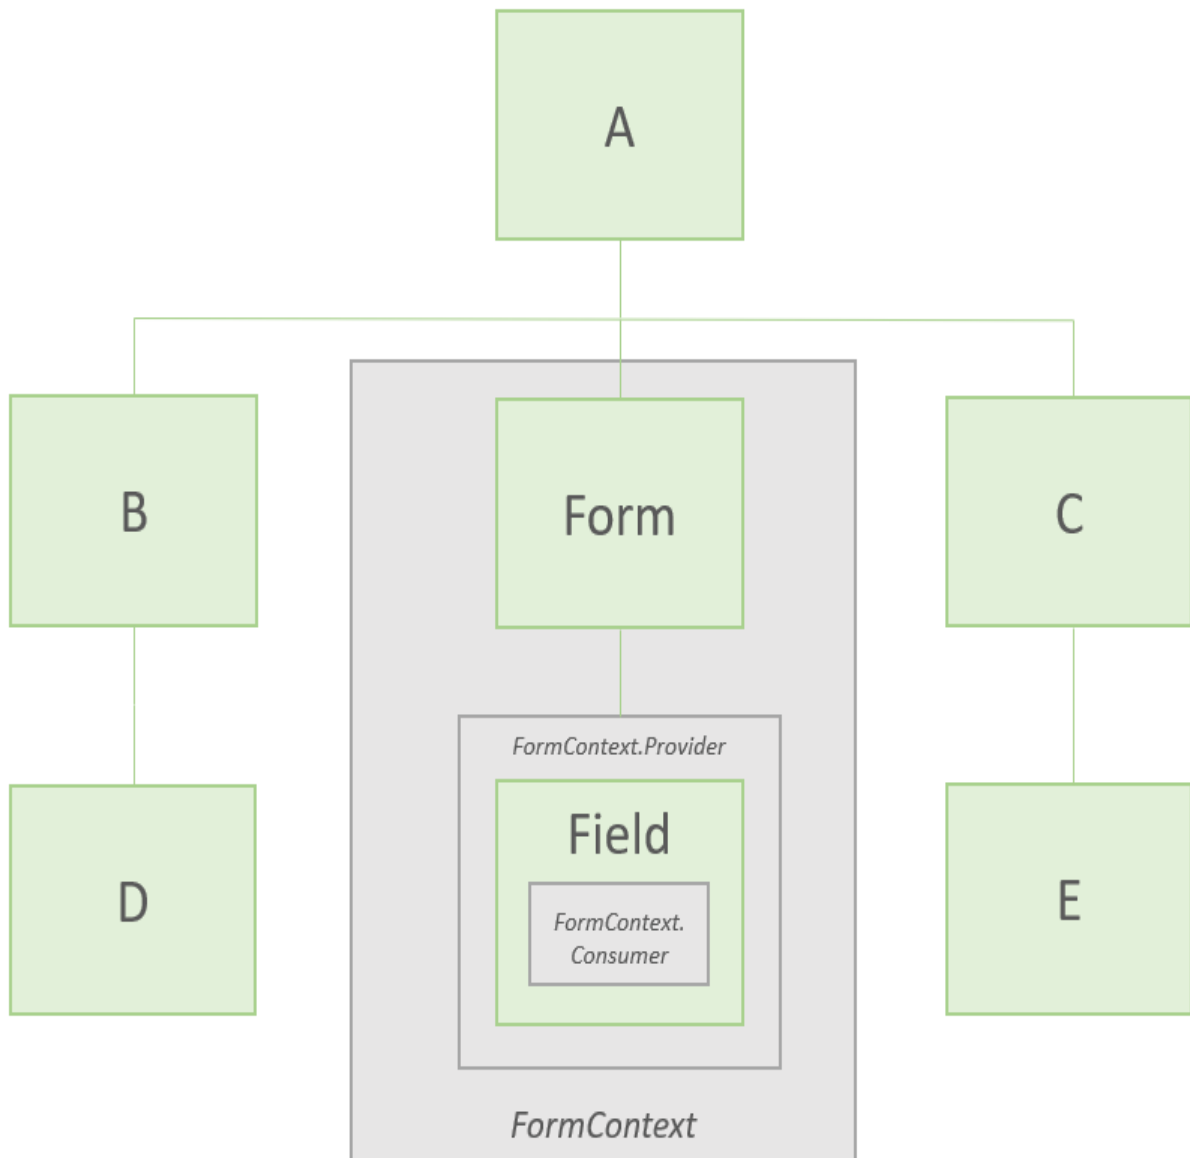 A
B
Form
C
FormContext.Provider
Field
D
FormContext.
Consumer
E
FormContext